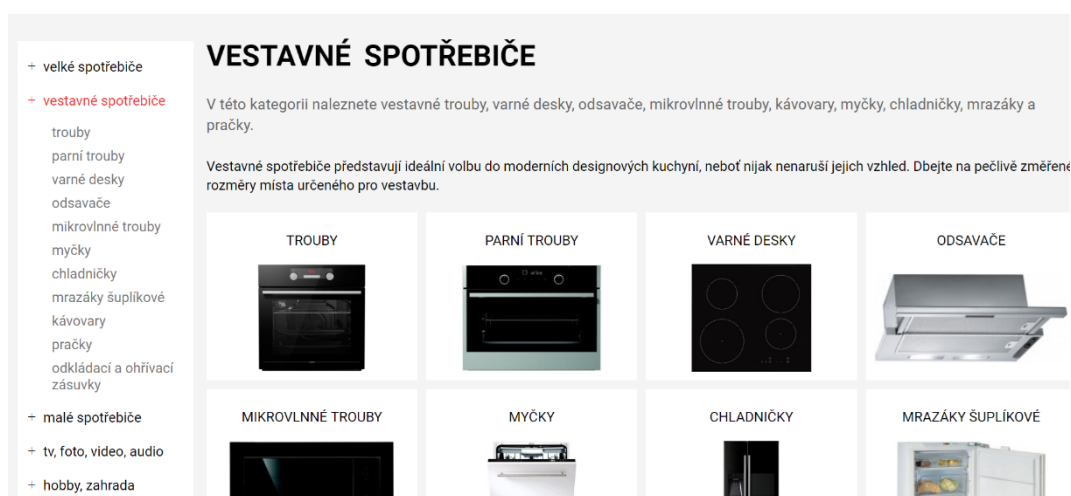 + velké spotřebiče
+ vestavné spotřebiče
trouby
parní trouby
varné desky
odsavače
mikrovlnné trouby
myčky
chladničky
mrazáky šuplíkové
kávovary
pračky
odkládací a ohřívací
zásuvky
+ malé spotřebiče
+ tv, foto, video, audio
+ hobby, zahrada
VESTAVNÉ SPOTŘEBIČE
V této kategorii naleznete vestavné trouby, varné desky, odsavače, mikrovlnné trouby, kávovary, myčky, chladničky, mrazáky a
pračky.
Vestavné spotřebiče představují ideální volbu do moderních designových kuchyní, neboť nijak nenaruší jejich vzhled. Dbejte na pečlivě změřené
rozměry místa určeného pro vestavbu.
TROUBY
PARNÍ TROUBY
VARNÉ DESKY
ODSAVAČE
MIKROVLNNÉ TROUBY
MYČKY
CHLADNIČKY
MRAZÁKY ŠUPLÍKOVÉ